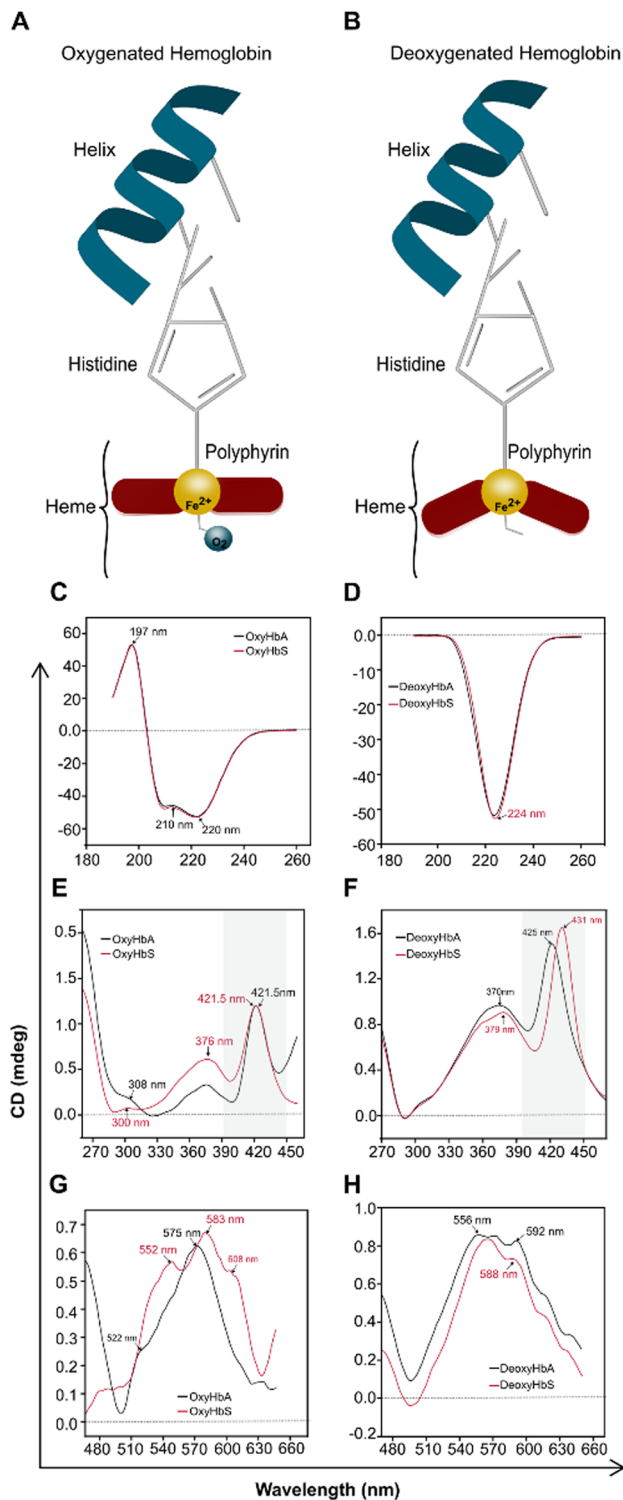 A
B
Oxygenated Hemoglobin
Deoxygenated Hemoglobin
Helix
Helix
Histidine
Histidine
Polyphyrin
Polyphyrin
Heme
Fe2+
O2
Heme
Fe2+
C
D
60
40
20
0.0
-20
-40
-60
197 nm
OxyHbA
OxyHbS
210 nm
220 nm
180 200 220 240 260
0.0
-10
-20
-30
-40
-50
-60
DeoxyHbA
DeoxyHbS
224 nm
180 200 220 240 260
E
F
0.5
1.0
0.5
0.0
OxyHbA
OxyHbS
421.5 nm
421.5nm
376 nm
308 nm
300 nm
270 300 330 360 390 420 450
1.6
1.2
0.8
0.4
0.0
DeoxyHbA
DeoxyHbS
431 nm
425 nm
370nm
379 nm
270 300 330 360 390 420 450
CD (mdeg)
G
H
0.7
0.6
0.5
0.4
0.3
0.2
0.1
0.0
583 nm
575 nm
552 nm
608 nm
522 nm
OxyHbA
OxyHbS
480 510 540 570 600 630 660
1.0
0.8
0.6
0.4
0.2
0.0
-0.2
556 nm
592 nm
588 nm
DeoxyHbA
DeoxyHbS
480 510 540 570 600 630 660
Wavelength (nm)